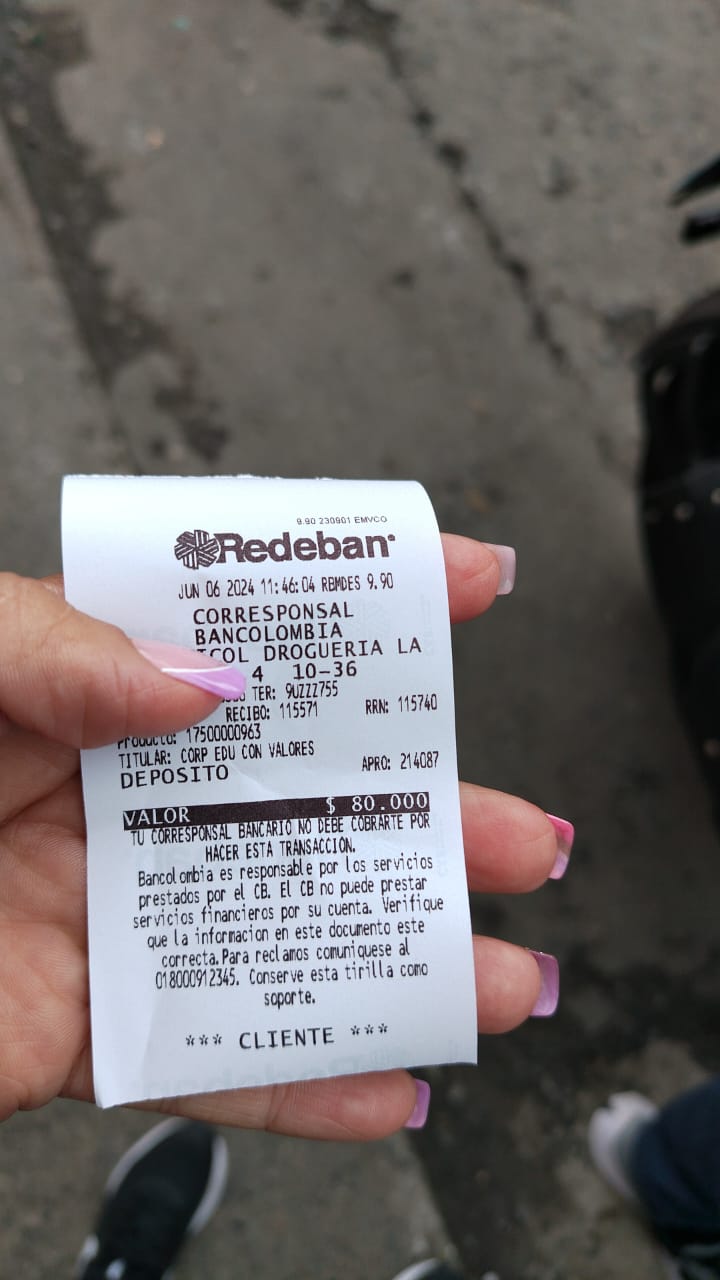 9.90 230901 EMVCO
Redeban
JUN 06 2024 11:46:04 RBMDES 9.90
CORRESPONSAL
BANCOLOMBIA
DROGUERIA LA
4 10-36
TER: 9UZZZ755
RECIBO: 115571 RRN: 115740
Producto: 17500000963
TITULAR: CORP EDU CON VALORES
DEPOSITO APRO: 214087
VALOR $ 80.000
TU CORRESPONSAL BANCARIO NO DEBE COBRARTE POR
HACER ESTA TRANSACCION.
Bancolombia es responsable por los servicios
prestados por el CB. El CB no puede prestar
servicios financieros por su cuenta. Verifique
que la informacion en este documento este
correcta.Para reclamos comuniquese al
018000912345. Conserve esta tirilla como
soporte.
*** CLIENTE ***